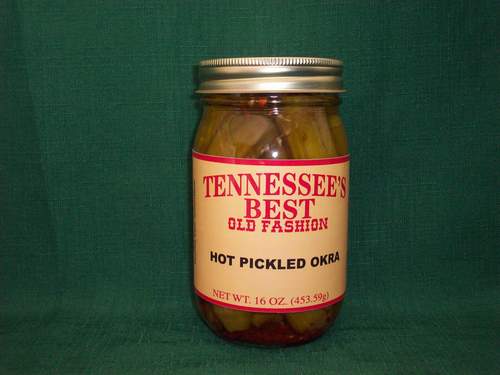 TENNESSEE'S
BEST
OLD FASHION
HOT PICKLED OKRA
NET WT. 16 OZ. (453.59g)